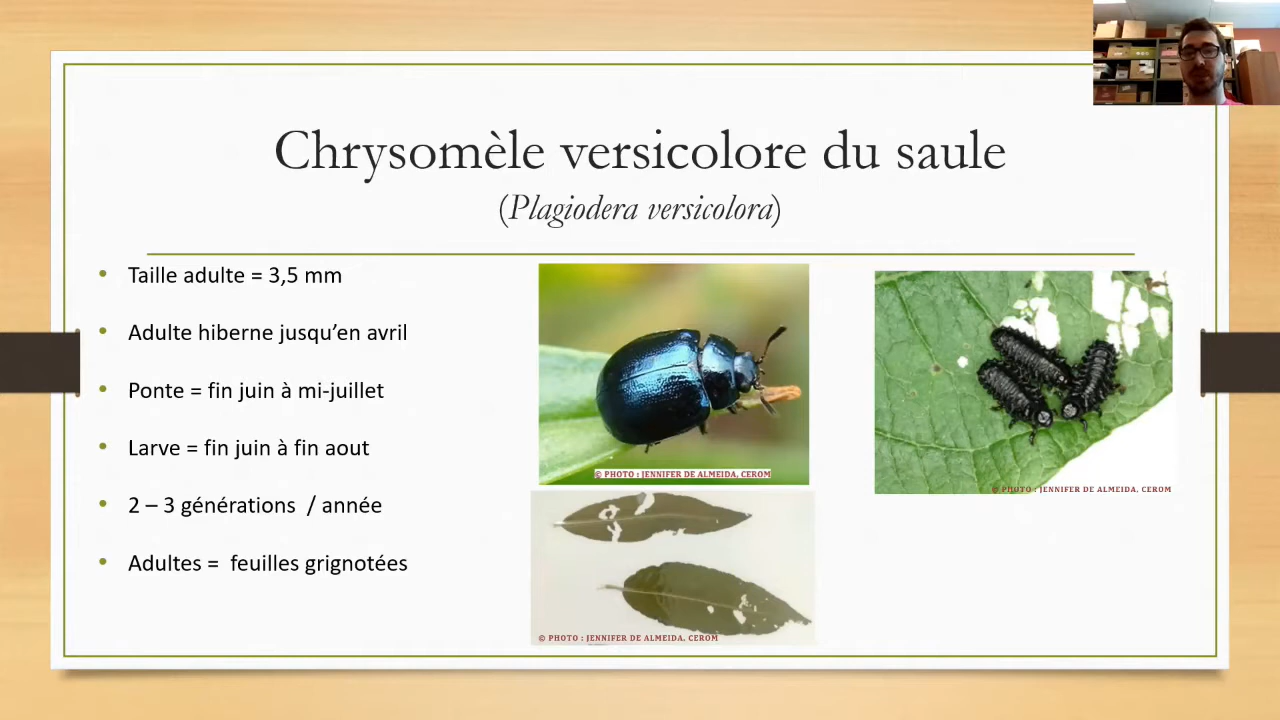 Chrysomèle versicolore du saule
(Plagiodera versicolora)
• Taille adulte = 3,5 mm
• Adulte hiberne jusqu’en avril
• Ponte = fin juin à mi-juillet
• Larve = fin juin à fin aout
• 2 – 3 générations / année
• Adultes = feuilles grignotées
© PHOTO : JENNIFER DE ALMEIDA, CEROM
© PHOTO : JENNIFER DE ALMEIDA, CEROM
© PHOTO : JENNIFER DE ALMEIDA, CEROM